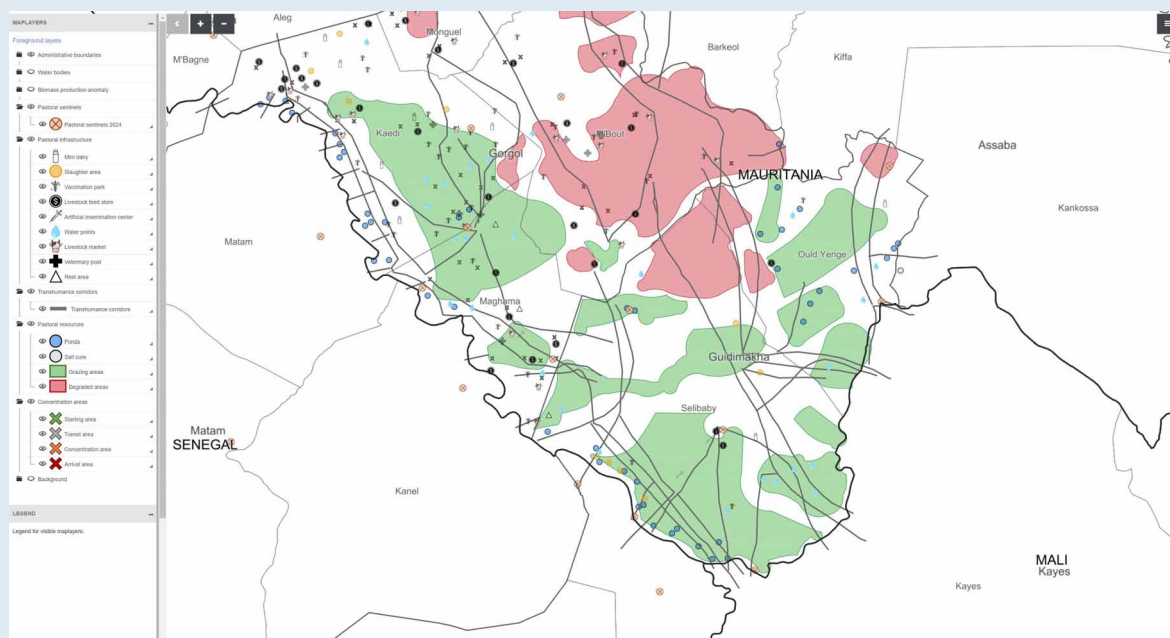 MAPLAYERS
Foreground layers
Administrative boundaries
Water bodies
Biomass production anomaly
Pastoral sentinels
Pastoral sentinels 2024
Pastoral infrastructure
Mini dairy
Slaughter area
Vaccination park
Livestock feed store
Artificial insemination center
Water points
Livestock market
Veterinary post
Rest area
Transhumance corridors
Transhumance corridors
Pastoral resources
Ponds
Salt cure
Grazing areas
Degraded areas
Concentration areas
Starting area
Transit area
Concentration area
Arrival area
Background
LEGEND
Legend for visible maplayers.
Aleg
Monguel
Barkeol
Kiffa
M'Bagne
Kaedi
M'Bout
Gorgol
Assaba
MAURITANIA
Kankossa
Matam
Ould Yenge
Maghama
Guidimakha
Selibaby
Matam
SENEGAL
Kanel
MALI
Kayes
Kayes